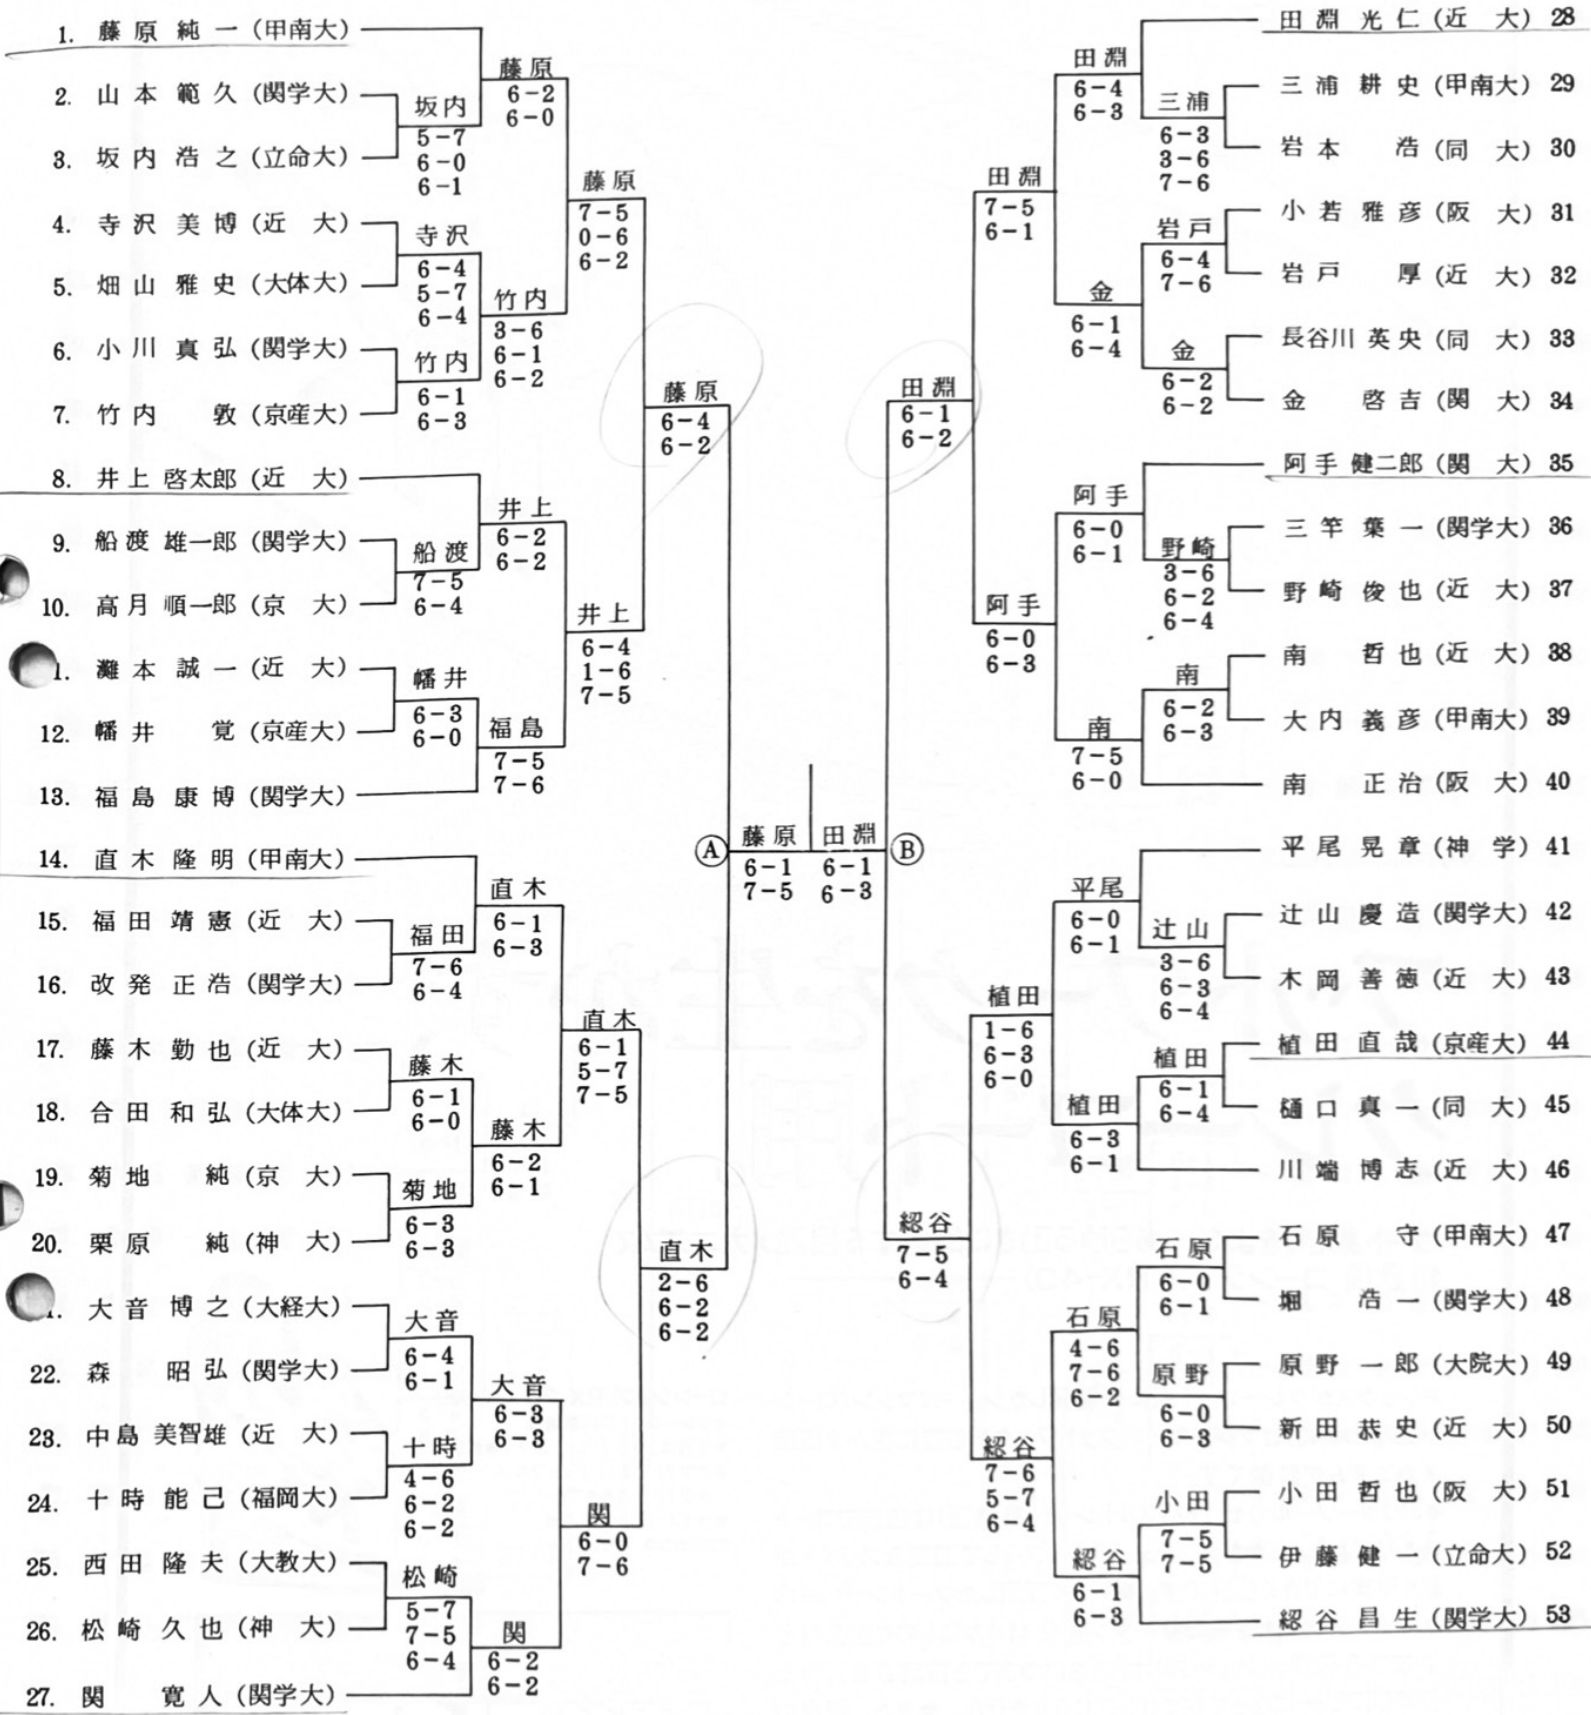 1. 藤原純一(甲南大)
2. 山本範久(関学大)
3. 坂内浩之(立命大)
4. 寺沢美博(近 大)
5. 畑山雅史(大体大)
6. 小川真弘(関学大)
7. 竹内 敦(京産大)
8. 井上啓太郎(近 大)
9. 船渡雄一郎(関学大)
10. 高月順一郎(京 大)
1. 灘本誠一(近 大)
12. 幡井 覚(京産大)
13. 福島康博(関学大)
14. 直木隆明(甲南大)
15. 福田靖憲(近 大)
16. 改発正浩(関学大)
17. 藤木勤也(近 大)
18. 合田和弘(大体大)
19. 菊地 純(京 大)
20. 栗原 純(神 大)
1. 大音博之(大経大)
22. 森 昭弘(関学大)
23. 中島美智雄(近 大)
24. 十時能己(福岡大)
25. 西田隆夫(大教大)
26. 松崎久也(神 大)
27. 関 寛人(関学大)
坂内
5-7
6-0
6-1
寺沢
6-4
5-7
6-4
竹内
6-1
6-3
船渡
7-5
6-4
幡井
6-3
6-0
福田
7-6
6-4
藤木
6-1
6-0
菊地
6-3
6-3
大音
6-4
6-1
十時
4-6
6-2
6-2
松崎
5-7
7-5
6-4
藤原
6-2
6-0
竹内
3-6
6-1
6-2
井上
6-2
6-2
福島
7-5
7-6
直木
6-1
6-3
藤木
6-2
6-1
大音
6-3
6-3
関
6-2
6-2
藤原
7-5
0-6
6-2
井上
6-4
1-6
7-5
直木
6-1
5-7
7-5
関
6-0
7-6
藤原
6-4
6-2
直木
2-6
6-2
6-2
Ⓐ
藤原
6-1
7-5
田淵
6-1
6-3
Ⓑ
田淵
6-1
6-2
綛谷
7-5
6-4
田淵
7-5
6-1
阿手
6-0
6-3
植田
1-6
6-3
6-0
綛谷
7-6
5-7
6-4
田淵
6-4
6-3
金
6-1
6-4
阿手
6-0
6-1
南
7-5
6-0
平尾
6-0
6-1
植田
6-3
6-1
石原
4-6
7-6
6-2
綛谷
6-1
6-3
三浦
6-3
3-6
7-6
岩戸
6-4
7-6
金
6-2
6-2
野崎
3-6
6-2
6-4
南
6-2
6-3
辻山
3-6
6-3
6-4
植田
6-1
6-4
石原
6-0
6-1
原野
6-0
6-3
小田
7-5
7-5
田淵光仁(近 大) 28
三浦耕史(甲南大) 29
岩本 浩(同 大) 30
小若雅彦(阪 大) 31
岩戸 厚(近 大) 32
長谷川英央(同 大) 33
金 啓吉(関 大) 34
阿手健二郎(関 大) 35
三竿葉一(関学大) 36
野崎俊也(近 大) 37
南 哲也(近 大) 38
大内義彦(甲南大) 39
南 正治(阪 大) 40
平尾晃章(神 学) 41
辻山慶造(関学大) 42
木岡善徳(近 大) 43
植田直哉(京産大) 44
樋口真一(同 大) 45
川端博志(近 大) 46
石原 守(甲南大) 47
堀 浩一(関学大) 48
原野一郎(大院大) 49
新田恭史(近 大) 50
小田哲也(阪 大) 51
伊藤健一(立命大) 52
綛谷昌生(関学大) 53